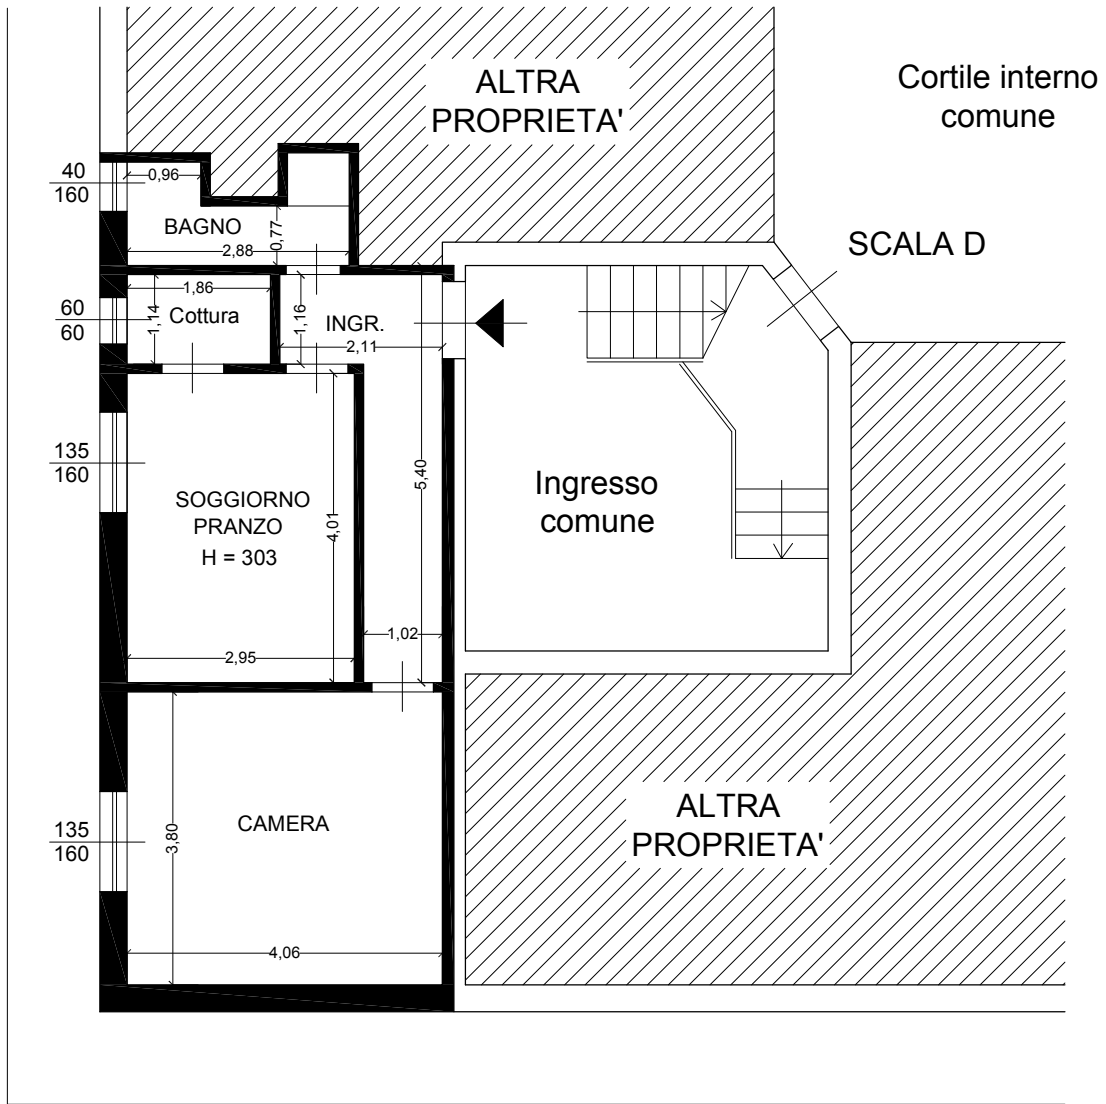 ALTRA
PROPRIETA'
Cortile interno
comune
40
160
0,96
BAGNO
0,77
2,88
SCALA D
1,86
60
60
1,14
Cottura
1,16
INGR.
2,11
135
160
5,40
SOGGIORNO
PRANZO
H = 303
4,01
Ingresso
comune
1,02
2,95
135
160
CAMERA
3,80
ALTRA
PROPRIETA'
4,06